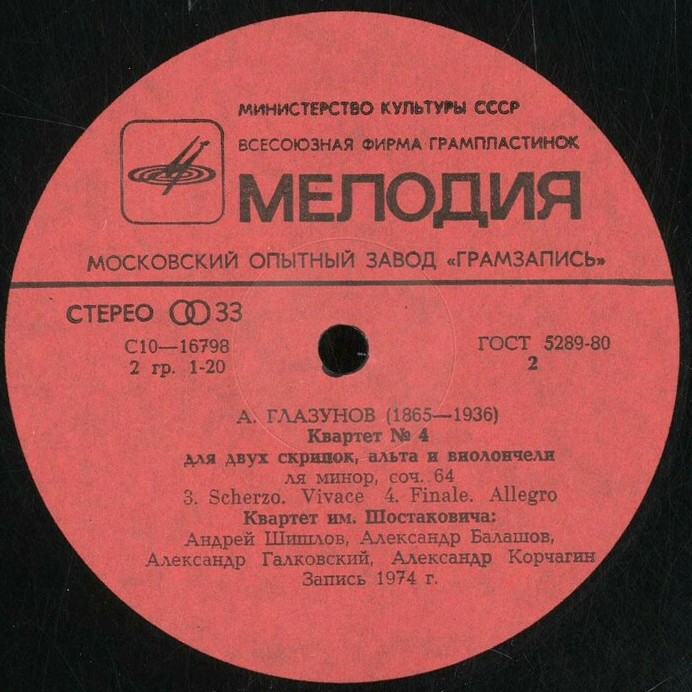 МИНИСТЕРСТВО КУЛЬТУРЫ СССР
ВСЕСОЮЗНАЯ ФИРМА ГРАМПЛАСТИНОК
МЕЛОДИЯ
МОСКОВСКИЙ ОПЫТНЫЙ ЗАВОД «ГРАМЗАПИСЬ»
СТЕРЕО 33
С10—16798
ГОСТ 5289-80
2 гр. 1-20
2
А. ГЛАЗУНОВ (1865—1936)
Квартет № 4
для двух скрипок, альта и виолончели
ля минор, соч. 64
3. Scherzo. Vivace 4. Finale. Allegro
Квартет им. Шостаковича:
Андрей Шишлов, Александр Балашов,
Александр Галковский, Александр Корчагин
Запись 1974 г.